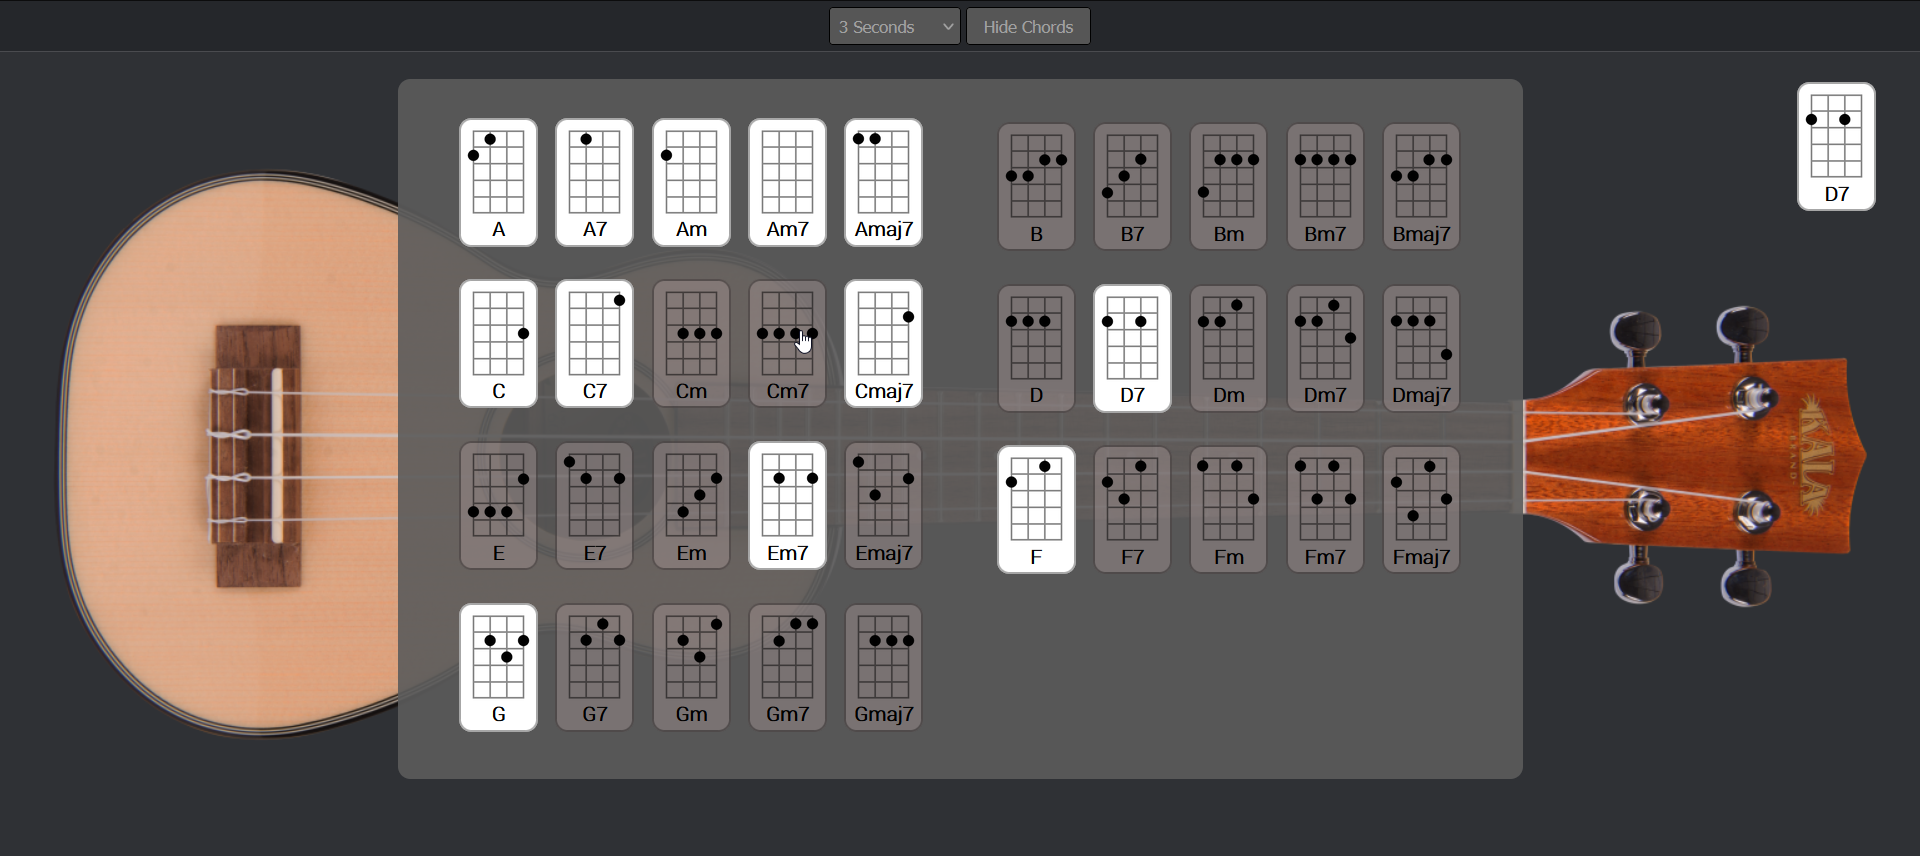 3 Seconds
Hide Chords
A A7 Am Am7 Amaj7
B B7 Bm Bm7 Bmaj7
D7
C C7 Cm Cm7 Cmaj7
D D7 Dm Dm7 Dmaj7
E E7 Em Em7 Emaj7
F F7 Fm Fm7 Fmaj7
G G7 Gm Gm7 Gmaj7
KALA
BRAND